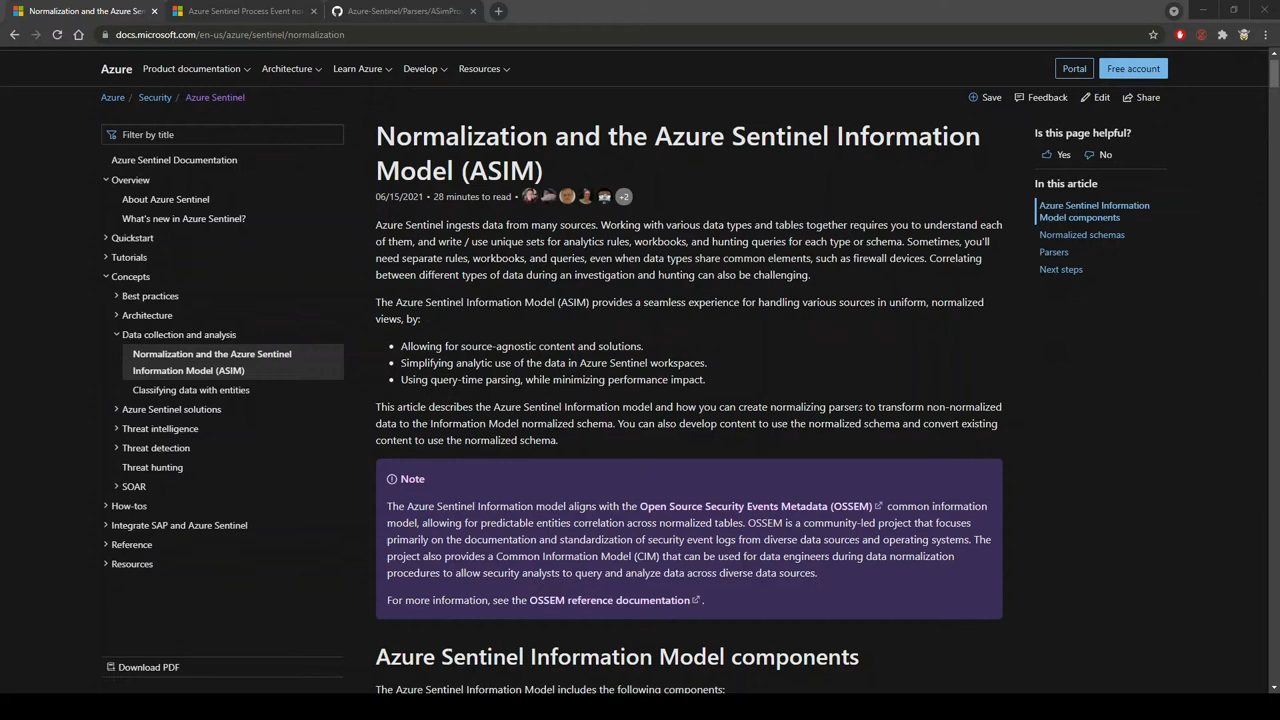 Normalization and the Azure Sen
Azure Sentinel Process Event no
Azure-Sentinel/Parsers/ASimPro
docs.microsoft.com/en-us/azure/sentinel/normalization
Azure
Product documentation
Architecture
Learn Azure
Develop
Resources
Portal
Free account
Azure / Security / Azure Sentinel
Save
Feedback
Edit
Share
Filter by title
Azure Sentinel Documentation
Overview
About Azure Sentinel
What's new in Azure Sentinel?
Quickstart
Tutorials
Concepts
Best practices
Architecture
Data collection and analysis
Normalization and the Azure Sentinel
Information Model (ASIM)
Classifying data with entities
Azure Sentinel solutions
Threat intelligence
Threat detection
Threat hunting
SOAR
How-tos
Integrate SAP and Azure Sentinel
Reference
Resources
Download PDF
Normalization and the Azure Sentinel Information
Model (ASIM)
06/15/2021 • 28 minutes to read • +2
Azure Sentinel ingests data from many sources. Working with various data types and tables together requires you to understand each
of them, and write / use unique sets for analytics rules, workbooks, and hunting queries for each type or schema. Sometimes, you'll
need separate rules, workbooks, and queries, even when data types share common elements, such as firewall devices. Correlating
between different types of data during an investigation and hunting can also be challenging.
The Azure Sentinel Information Model (ASIM) provides a seamless experience for handling various sources in uniform, normalized
views, by:
• Allowing for source-agnostic content and solutions.
• Simplifying analytic use of the data in Azure Sentinel workspaces.
• Using query-time parsing, while minimizing performance impact.
This article describes the Azure Sentinel Information model and how you can create normalizing parsers to transform non-normalized
data to the Information Model normalized schema. You can also develop content to use the normalized schema and convert existing
content to use the normalized schema.
Note
The Azure Sentinel Information model aligns with the Open Source Security Events Metadata (OSSEM) common information
model, allowing for predictable entities correlation across normalized tables. OSSEM is a community-led project that focuses
primarily on the documentation and standardization of security event logs from diverse data sources and operating systems. The
project also provides a Common Information Model (CIM) that can be used for data engineers during data normalization
procedures to allow security analysts to query and analyze data across diverse data sources.
For more information, see the OSSEM reference documentation .
Azure Sentinel Information Model components
The Azure Sentinel Information Model includes the following components:
Is this page helpful?
Yes
No
In this article
Azure Sentinel Information
Model components
Normalized schemas
Parsers
Next steps